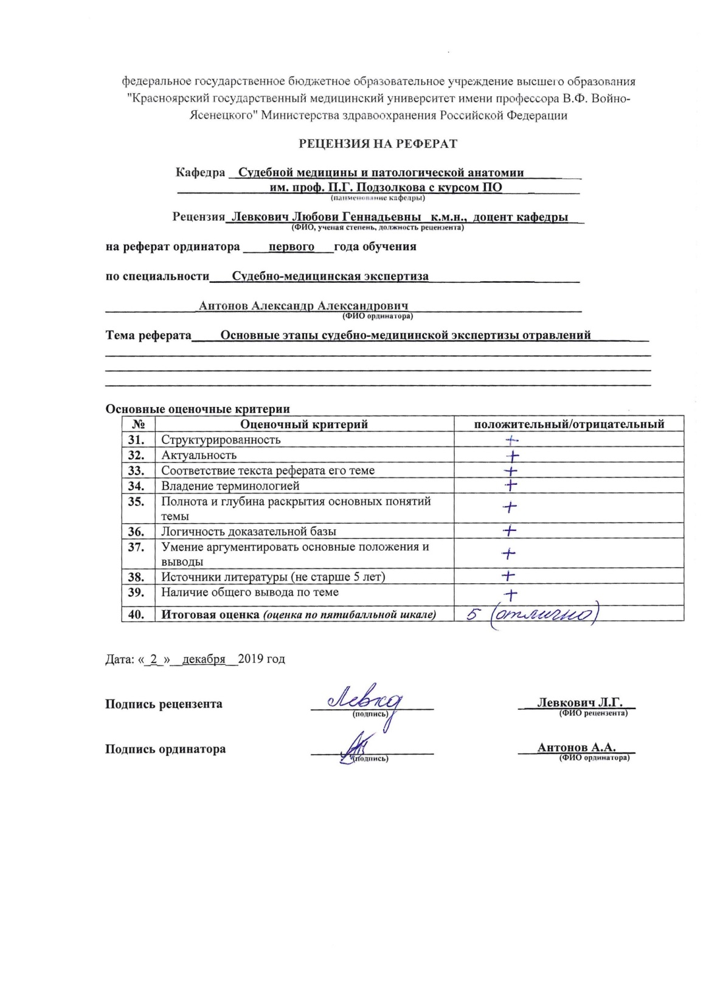 федеральное государственное бюджетное образовательное учреждение высшего образования
"Красноярский государственный медицинский университет имени профессора В.Ф. Войно-
Ясенецкого" Министерства здравоохранения Российской Федерации
РЕЦЕНЗИЯ НА РЕФЕРАТ
Кафедра Судебной медицины и патологической анатомии
им. проф. П.Г. Подзолкова с курсом ПО
(наименование кафедры)
Рецензия Левкович Любови Геннадьевны к.м.н., доцент кафедры
(ФИО, ученая степень, должность рецензента)
на реферат ординатора первого года обучения
по специальности Судебно-медицинская экспертиза
Антонов Александр Александрович
(ФИО ординатора)
Тема реферата Основные этапы судебно-медицинской экспертизы отравлений
Основные оценочные критерии
№ Оценочный критерий положительный/отрицательный
31. Структурированность +
32. Актуальность +
33. Соответствие текста реферата его теме +
34. Владение терминологией +
35. Полнота и глубина раскрытия основных понятий
темы +
36. Логичность доказательной базы +
37. Умение аргументировать основные положения и
выводы +
38. Источники литературы (не старше 5 лет) +
39. Наличие общего вывода по теме +
40. Итоговая оценка (оценка по пятибалльной шкале) 5 (отлично)
Дата: «_2_»__декабря__2019 год
Подпись рецензента Левко Левкович Л.Г.
(подпись) (ФИО рецензента)
Подпись ординатора Антонов А.А.
(подпись) (ФИО ординатора)